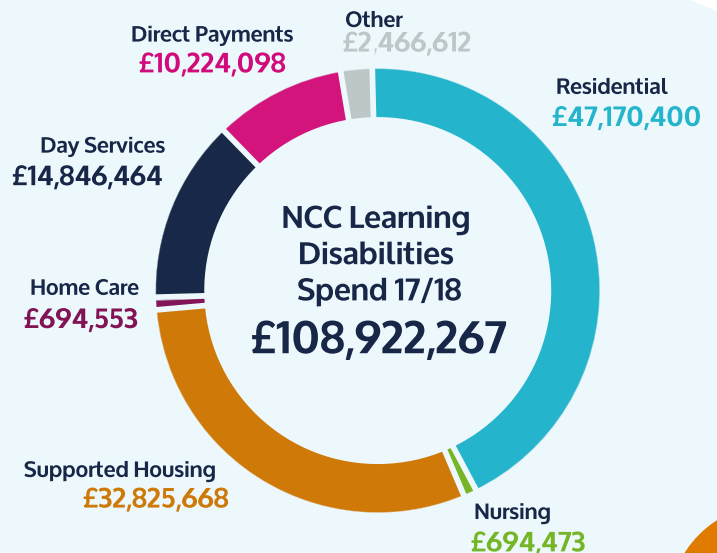 Other
£2,466,612
Direct Payments
£10,224,098
Residential
£47,170,400
Day Services
£14,846,464
NCC Learning
Disabilities
Spend 17/18
£108,922,267
Home Care
£694,553
Supported Housing
£32,825,668
Nursing
£694,473